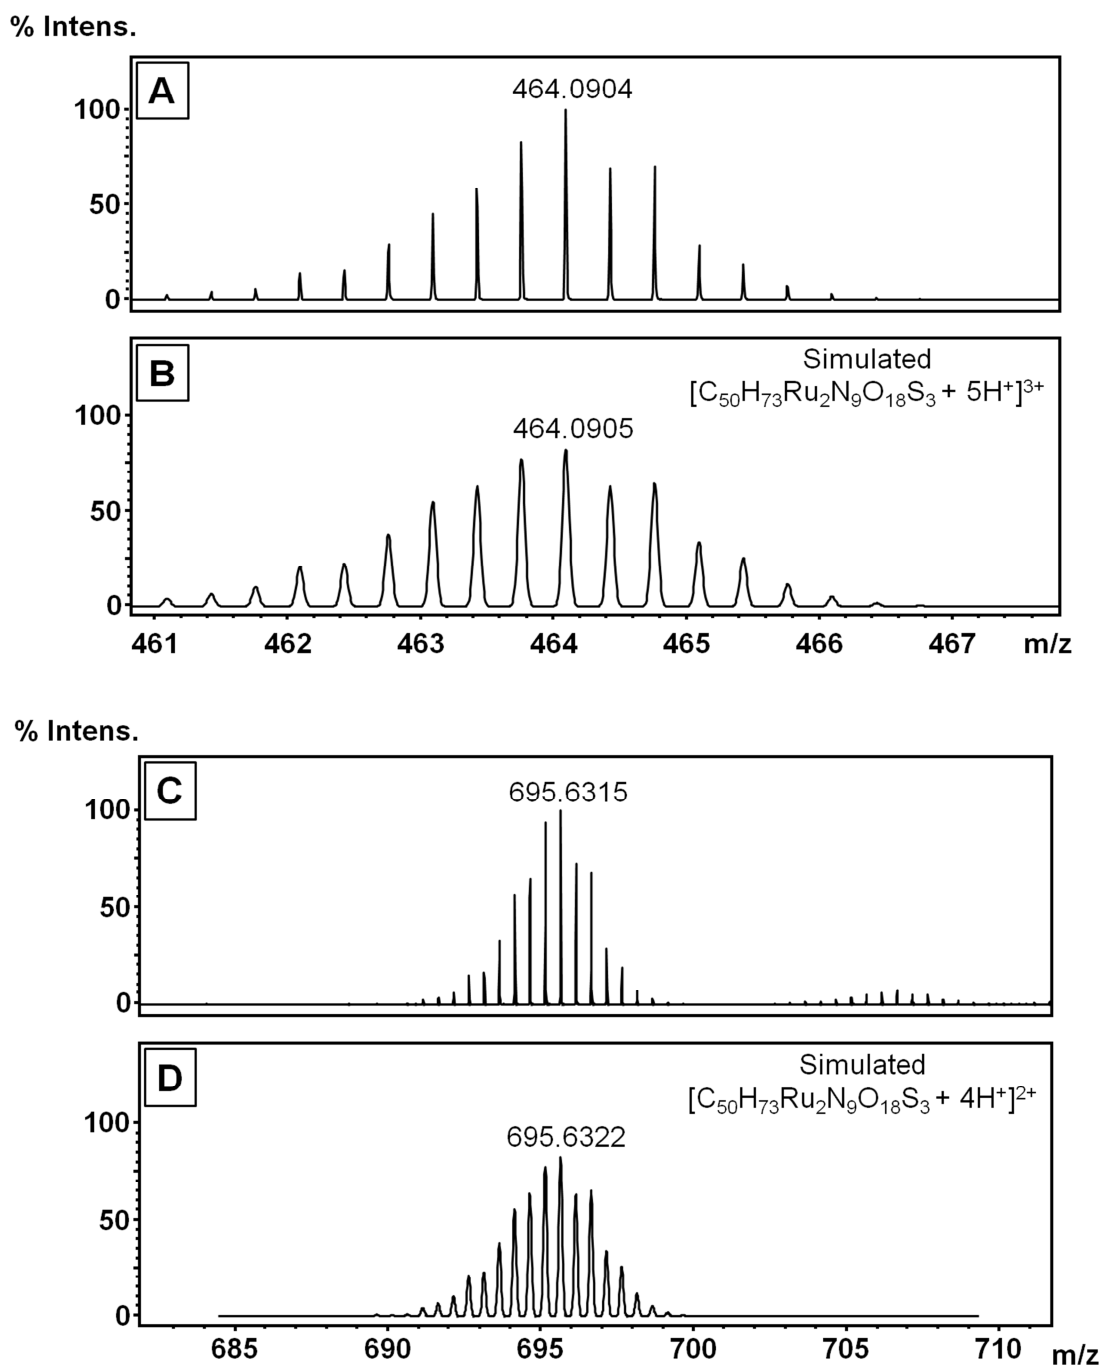 % Intens.
A
464.0904
100
50
0
B
Simulated
[C₅₀H₇₃Ru₂N₉O₁₈S₃ + 5H⁺]³⁺
464.0905
100
50
0
461 462 463 464 465 466 467 m/z
% Intens.
C
695.6315
100
50
0
D
Simulated
[C₅₀H₇₃Ru₂N₉O₁₈S₃ + 4H⁺]²⁺
695.6322
100
50
0
685 690 695 700 705 710 m/z